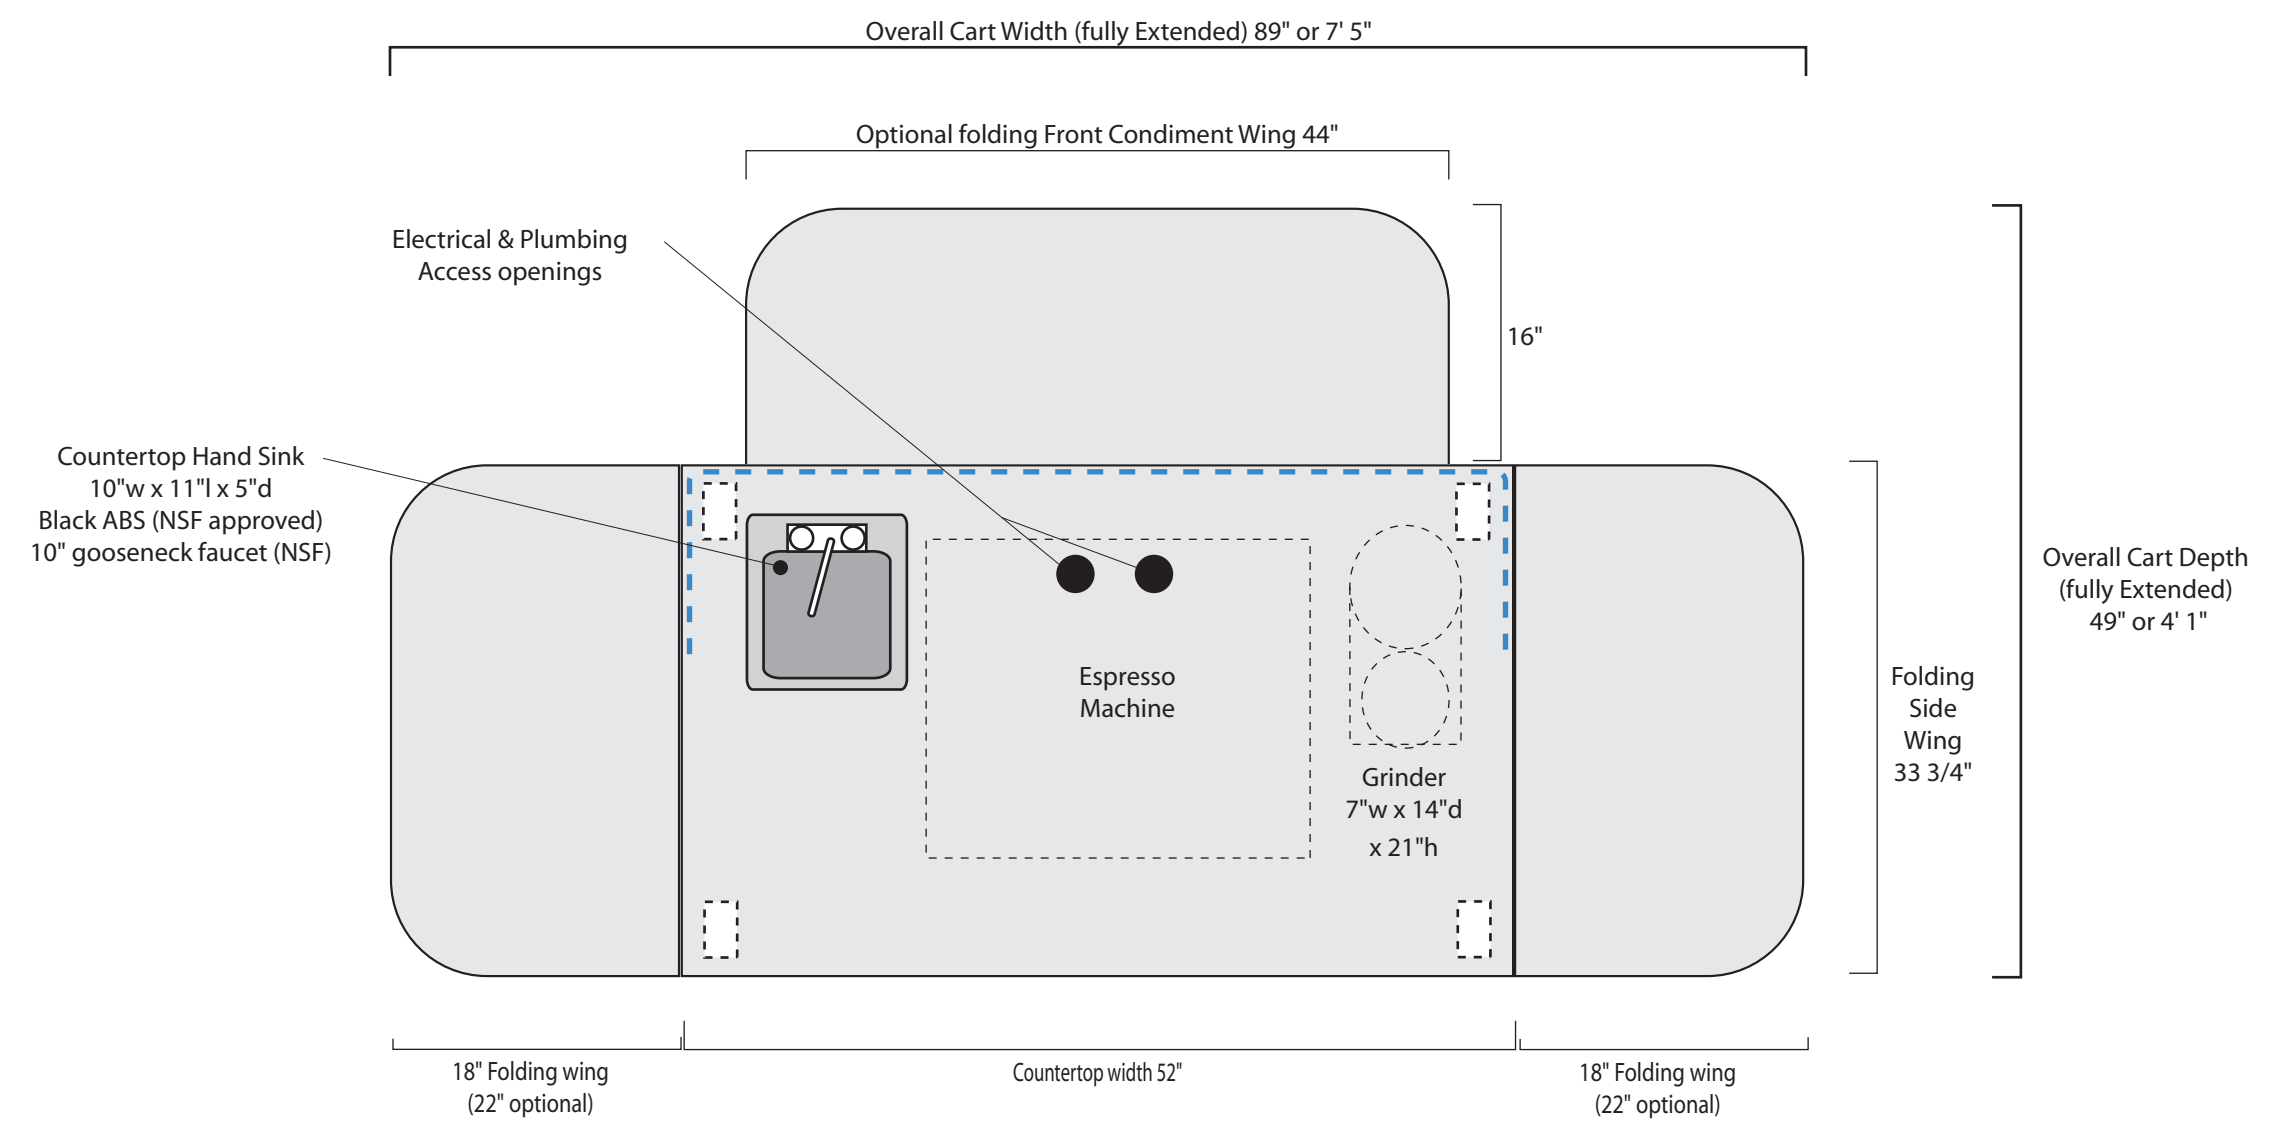 Overall Cart Width (fully Extended) 89" or 7' 5"
Optional folding Front Condiment Wing 44"
Electrical & Plumbing
Access openings
16"
Countertop Hand Sink
10"w x 11"l x 5"d
Black ABS (NSF approved)
10" gooseneck faucet (NSF)
Overall Cart Depth
(fully Extended)
49" or 4' 1"
Espresso
Machine
Folding
Side
Wing
33 3/4"
Grinder
7"w x 14"d
x 21"h
18" Folding wing
(22" optional)
Countertop width 52"
18" Folding wing
(22" optional)